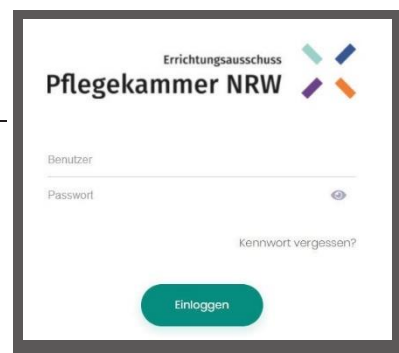 Errichtungsausschuss
Pflegekammer NRW
Benutzer
Passwort
Kennwort vergessen?
Einloggen